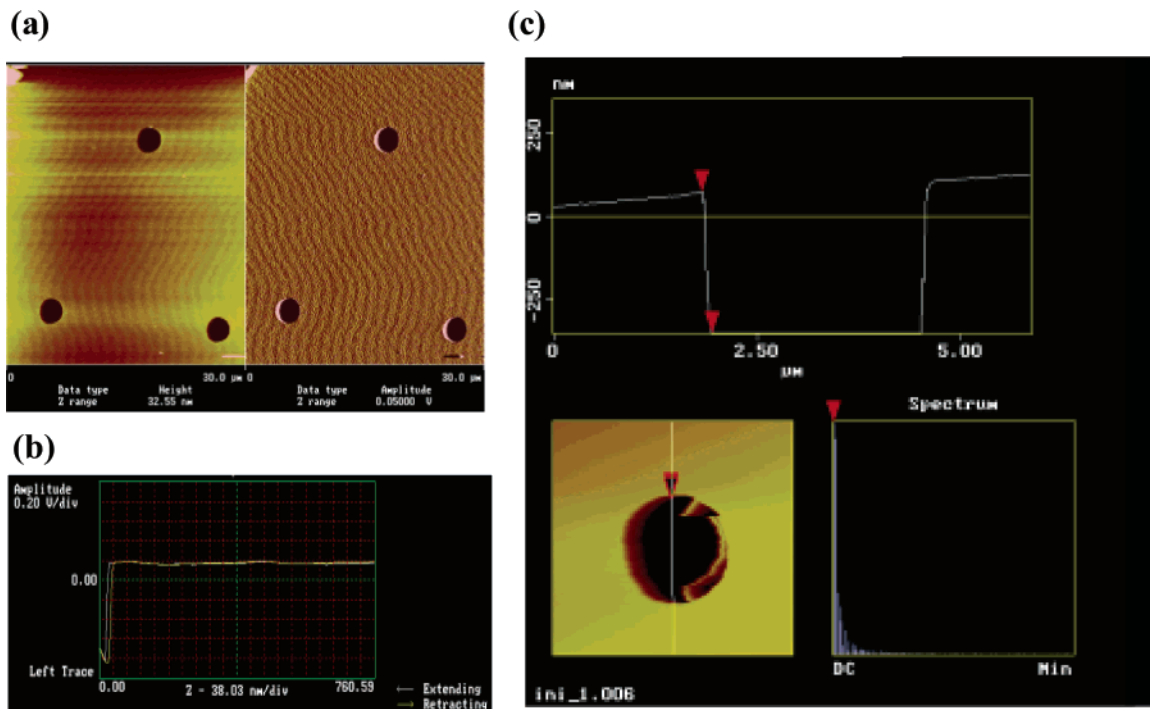 (a)
0 30.0 µm 0 30.0 µm
Data type Height Data type Amplitude
Z range 32.55 nm Z range 0.05000 V
(b)
Amplitude
0.20 V/div
0.00
Left Trace
0.00 Z - 38.03 nm/div 760.59
Extending
Retracting
(c)
nm
250
0
-250
0 2.50 5.00
µm
Spectrum
DC Min
imi_1.006